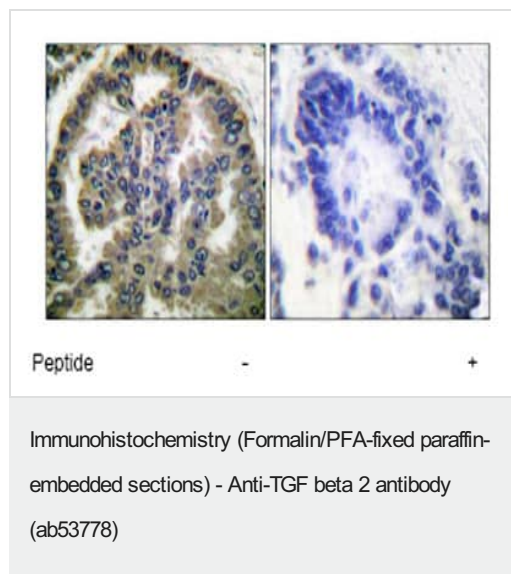 Peptide - +
Immunohistochemistry (Formalin/PFA-fixed paraffin-
embedded sections) - Anti-TGF beta 2 antibody
(ab53778)